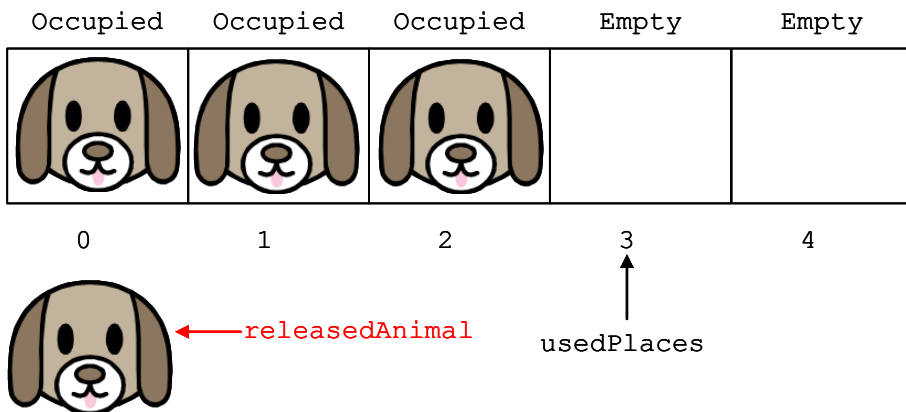 Occupied Occupied Occupied Empty Empty
0 1 2 3 4
releasedAnimal
usedPlaces